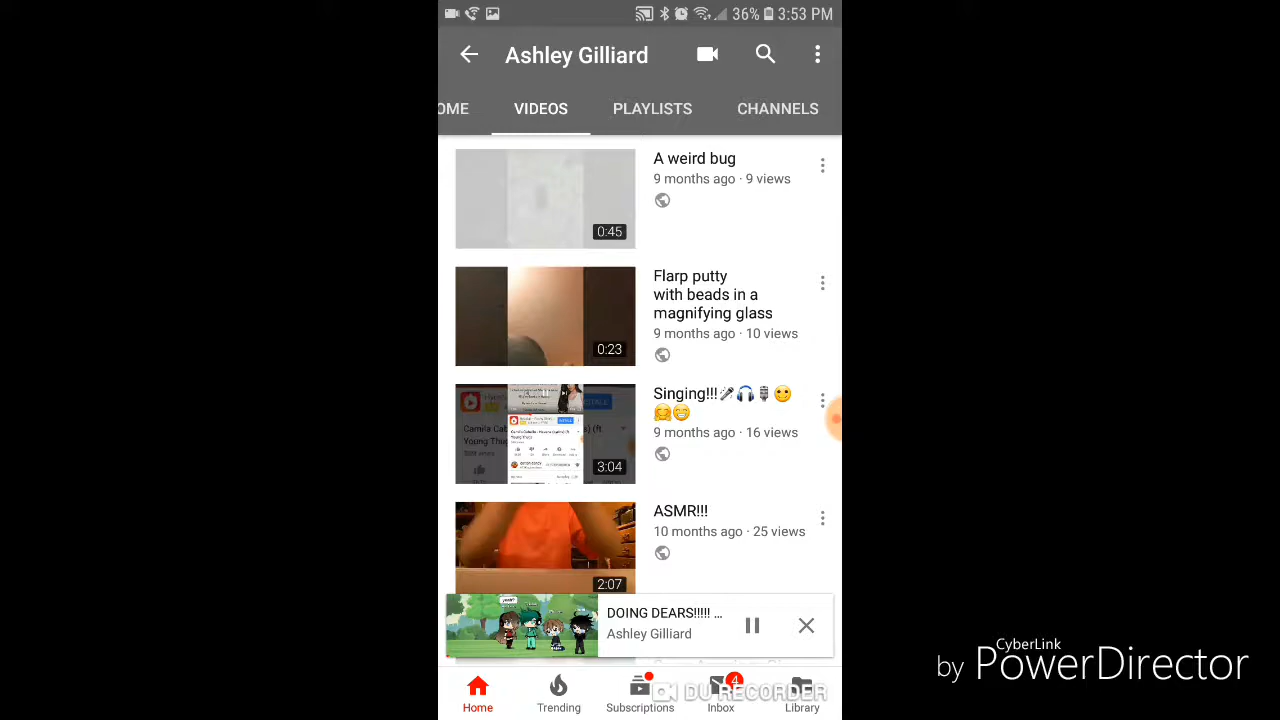 36% 3:53 PM
Ashley Gilliard
OME VIDEOS PLAYLISTS CHANNELS
A weird bug
9 months ago · 9 views
0:45
Flarp putty
with beads in a
magnifying glass
9 months ago · 10 views
0:23
Singing!!!🎤🎧🎙🙂
🤗😁
9 months ago · 16 views
Young Thug)
3:04
ASMR!!!
10 months ago · 25 views
2:07
DOING DEARS!!!!! ...
Ashley Gilliard
4
DU RECORDER
Home Trending Subscriptions Inbox Library
CyberLink
by PowerDirector